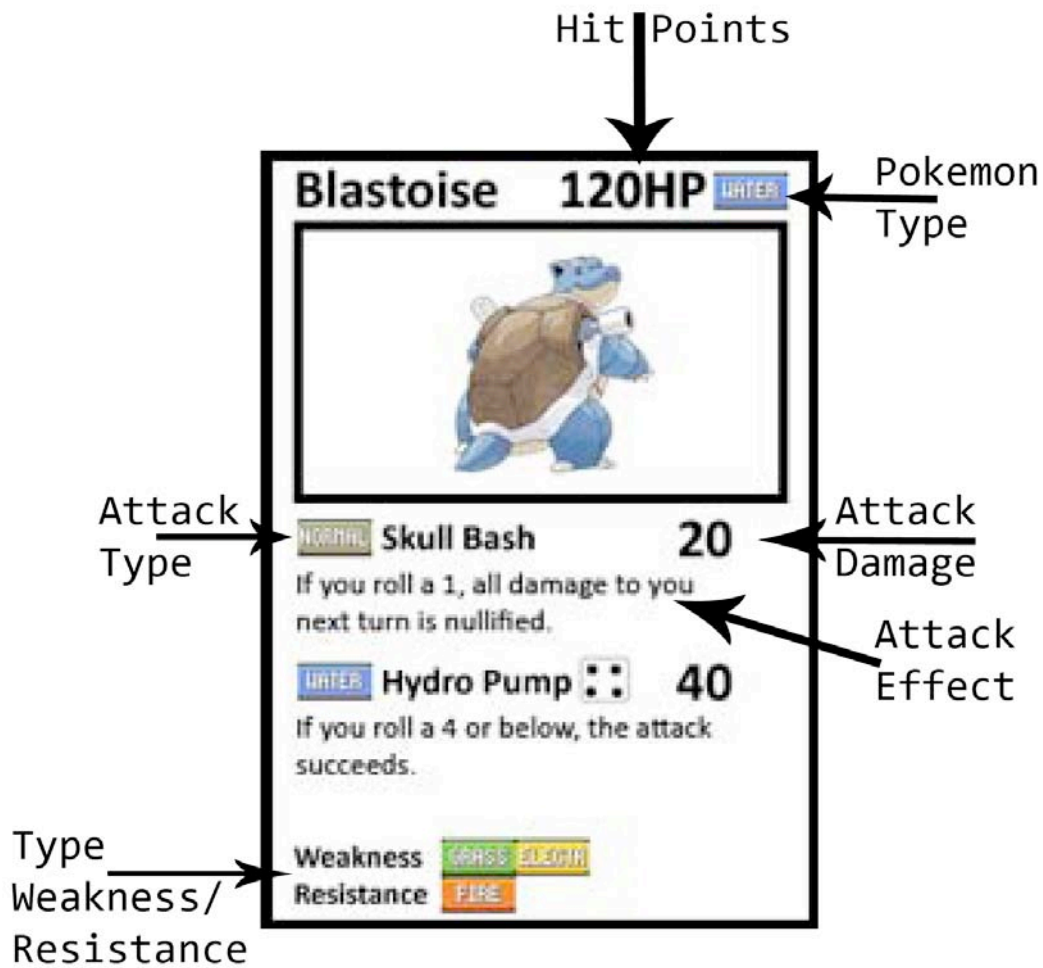 Hit Points
Blastoise 120HP WATER
Pokemon
Type
Attack
Type
NORMAL Skull Bash 20
Attack
Damage
If you roll a 1, all damage to you
next turn is nullified.
Attack
Effect
WATER Hydro Pump 40
If you roll a 4 or below, the attack
succeeds.
Type
Weakness/
Resistance
Weakness GRASS ELECTR
Resistance FIRE